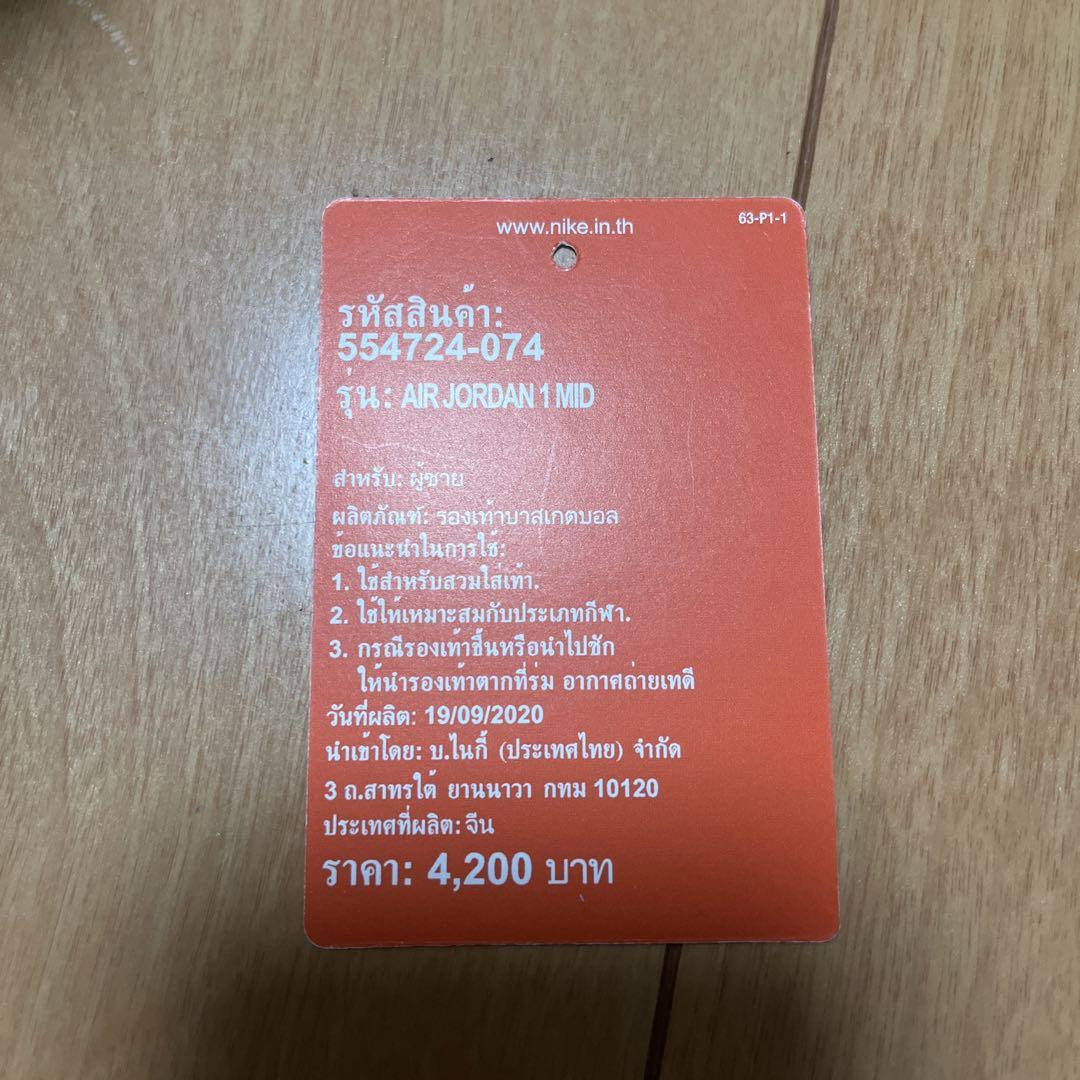 www.nike.in.th
63-P1-1
รหัสสินค้า:
554724-074
รุ่น: AIR JORDAN 1 MID
สำหรับ: ผู้ชาย
ผลิตภัณฑ์: รองเท้าบาสเกตบอล
ข้อแนะนำในการใช้:
1. ใช้สำหรับสวมใส่เท้า.
2. ใช้ให้เหมาะสมกับประเภทกีฬา.
3. กรณีรองเท้าชื้นหรือนำไปซัก
ให้นำรองเท้าตากที่ร่ม อากาศถ่ายเทดี
วันที่ผลิต: 19/09/2020
นำเข้าโดย: บ.ไนกี้ (ประเทศไทย) จำกัด
3 ถ.สาทรใต้ ยานนาวา กทม 10120
ประเทศที่ผลิต: จีน
ราคา: 4,200 บาท